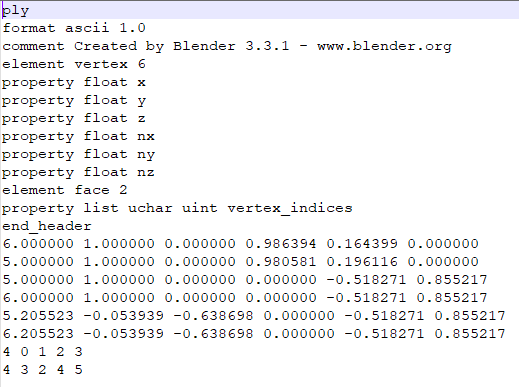 ply
format ascii 1.0
comment Created by Blender 3.3.1 - www.blender.org
element vertex 6
property float x
property float y
property float z
property float nx
property float ny
property float nz
element face 2
property list uchar uint vertex_indices
end_header
6.000000 1.000000 0.000000 0.986394 0.164399 0.000000
5.000000 1.000000 0.000000 0.980581 0.196116 0.000000
5.000000 1.000000 0.000000 0.000000 -0.518271 0.855217
6.000000 1.000000 0.000000 0.000000 -0.518271 0.855217
5.205523 -0.053939 -0.638698 0.000000 -0.518271 0.855217
6.205523 -0.053939 -0.638698 0.000000 -0.518271 0.855217
4 0 1 2 3
4 3 2 4 5